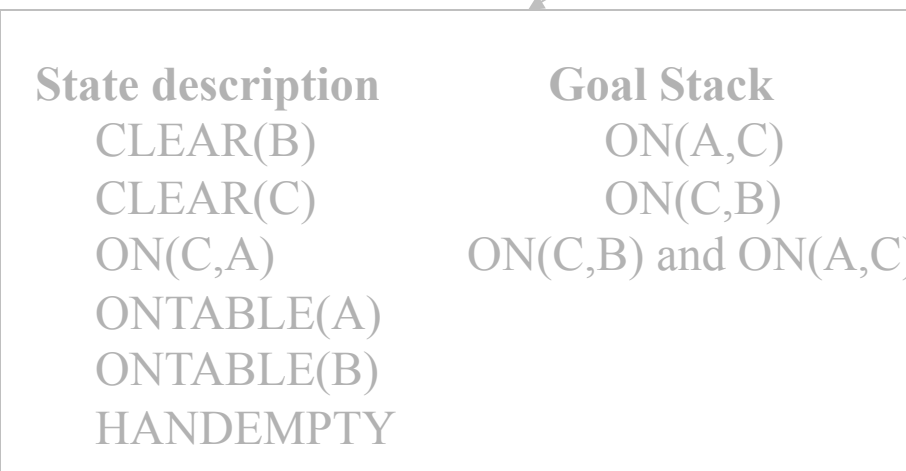 State description Goal Stack
CLEAR(B) ON(A,C)
CLEAR(C) ON(C,B)
ON(C,A) ON(C,B) and ON(A,C)
ONTABLE(A)
ONTABLE(B)
HANDEMPTY